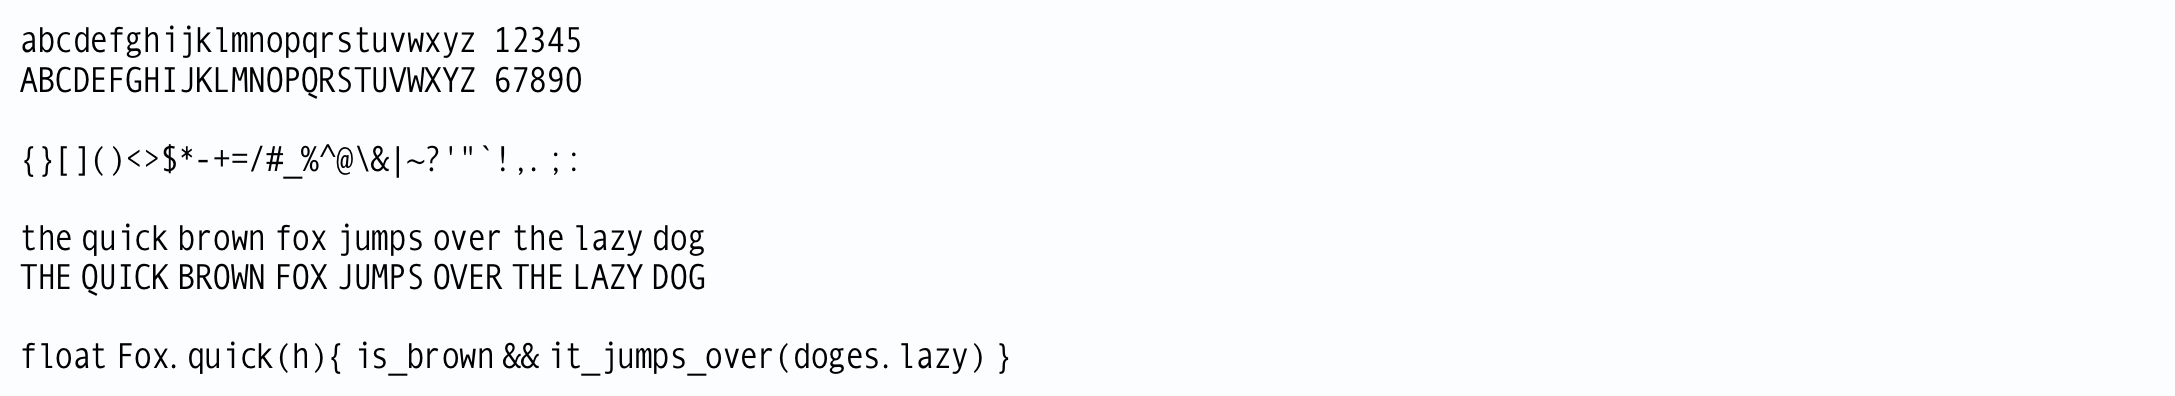 abcdefghijklmnopqrstuvwxyz 12345
ABCDEFGHIJKLMNOPQRSTUVWXYZ 67890
{}[]()<>$*-+=/#_%^@\&|~?'"`!,.;:
the quick brown fox jumps over the lazy dog
THE QUICK BROWN FOX JUMPS OVER THE LAZY DOG
float Fox.quick(h){ is_brown && it_jumps_over(doges.lazy) }